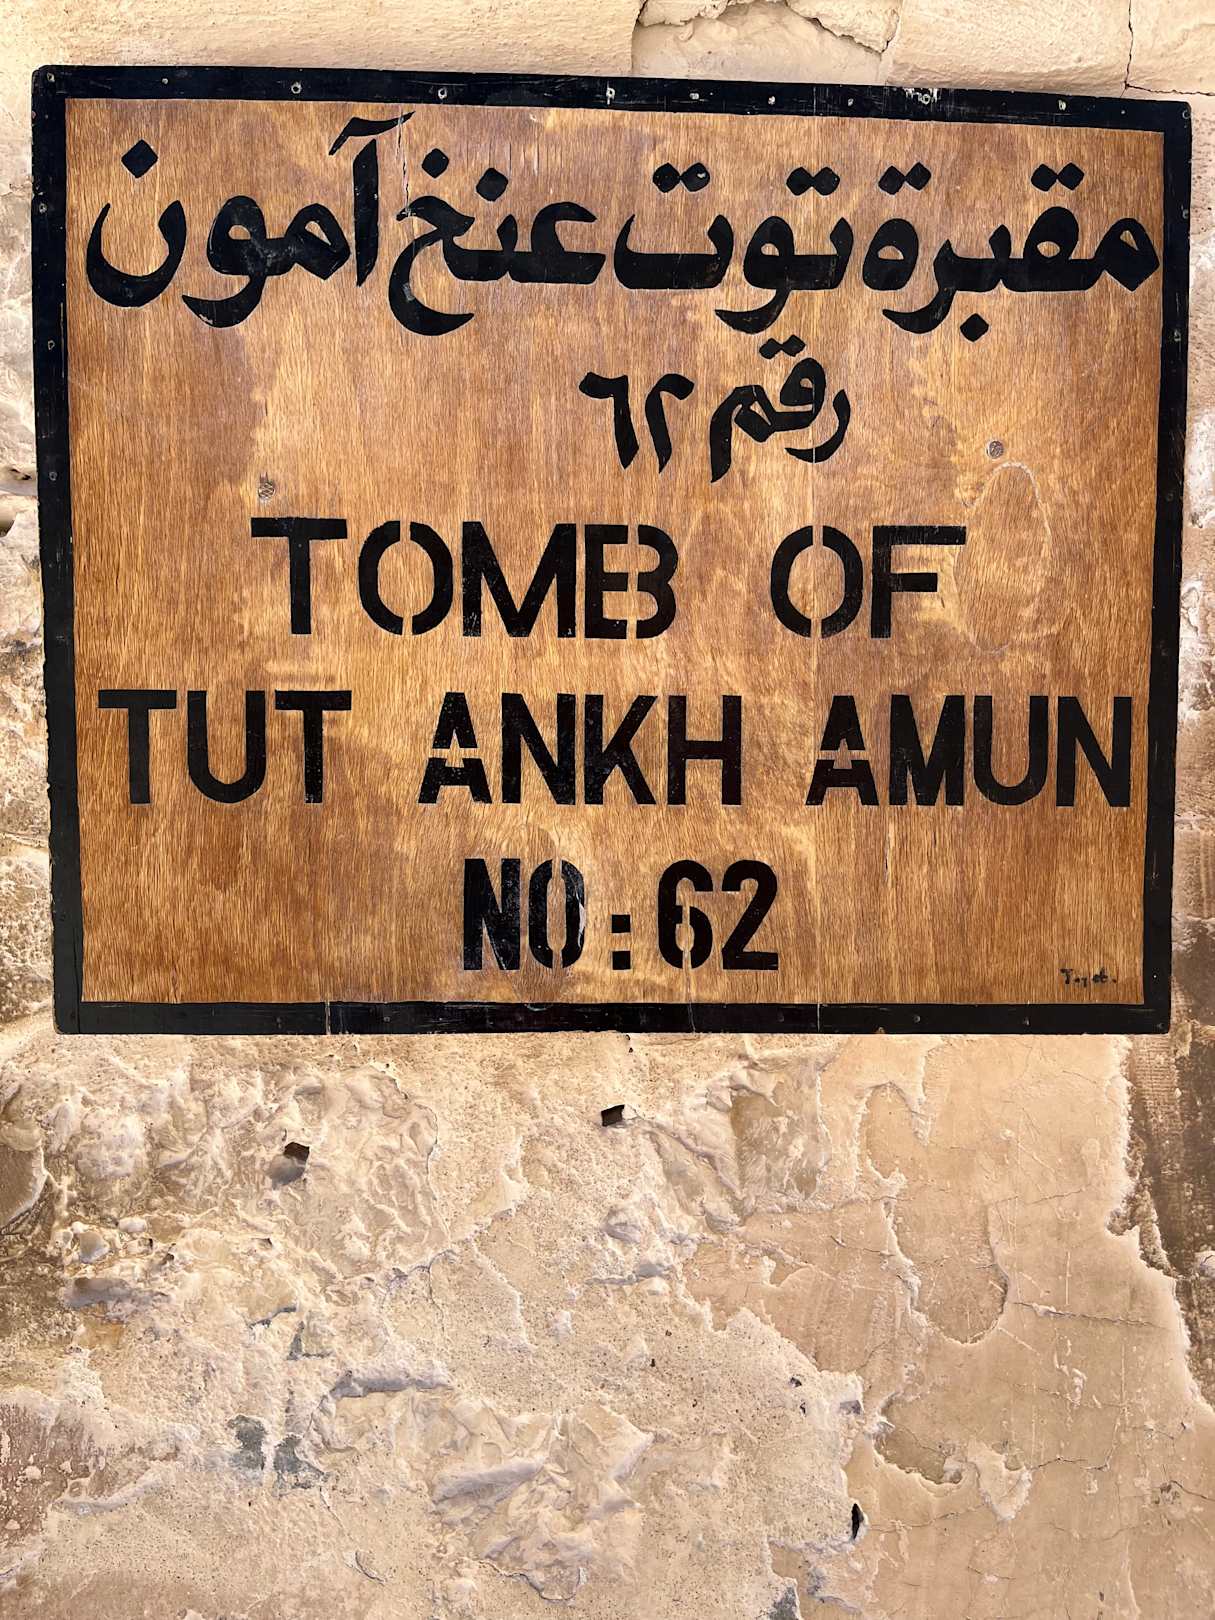 مقبرة توت عنخ آمون
رقم ٦٢
TOMB OF
TUT ANKH AMUN
NO: 62